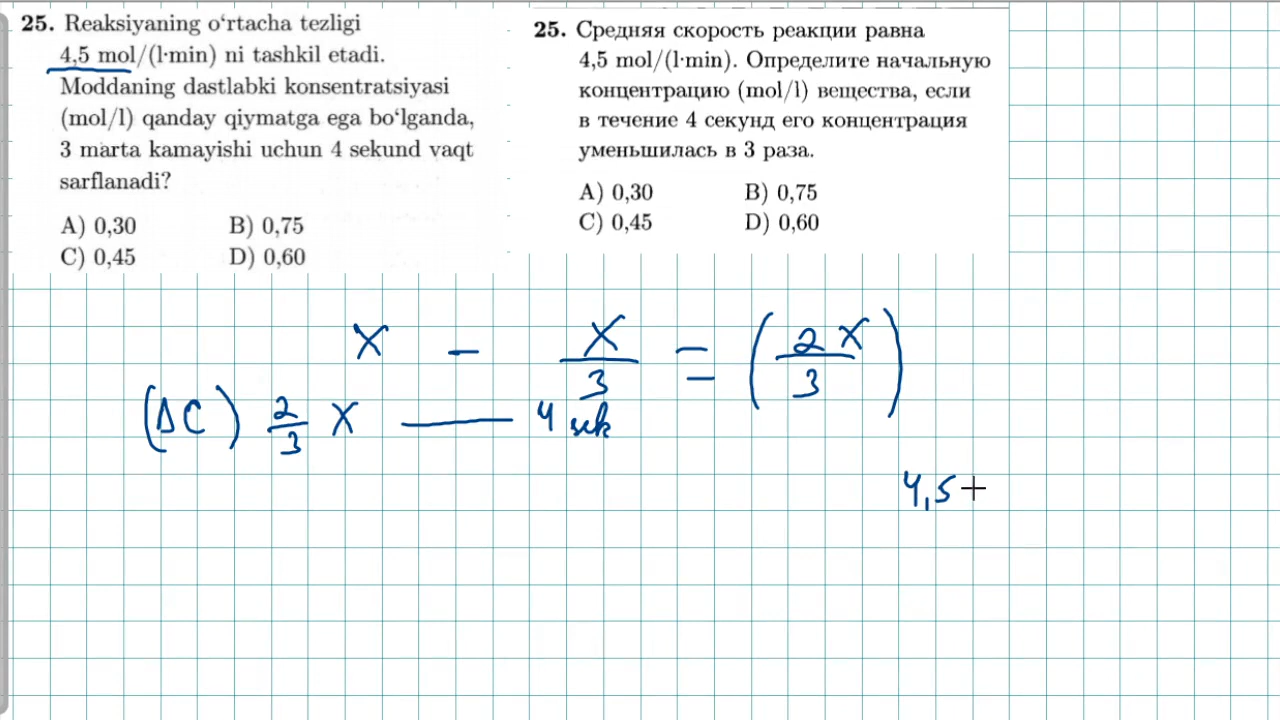 25. Reaksiyaning o‘rtacha tezligi
4,5 mol/(l·min) ni tashkil etadi.
Moddaning dastlabki konsentratsiyasi
(mol/l) qanday qiymatga ega bo‘lganda,
3 marta kamayishi uchun 4 sekund vaqt
sarflanadi?
A) 0,30 B) 0,75
C) 0,45 D) 0,60
25. Средняя скорость реакции равна
4,5 mol/(l·min). Определите начальную
концентрацию (mol/l) вещества, если
в течение 4 секунд его концентрация
уменьшилась в 3 раза.
A) 0,30 B) 0,75
C) 0,45 D) 0,60
x - x/3 = (2x/3)
(ΔC) 2/3 x — 4 sek
4,5